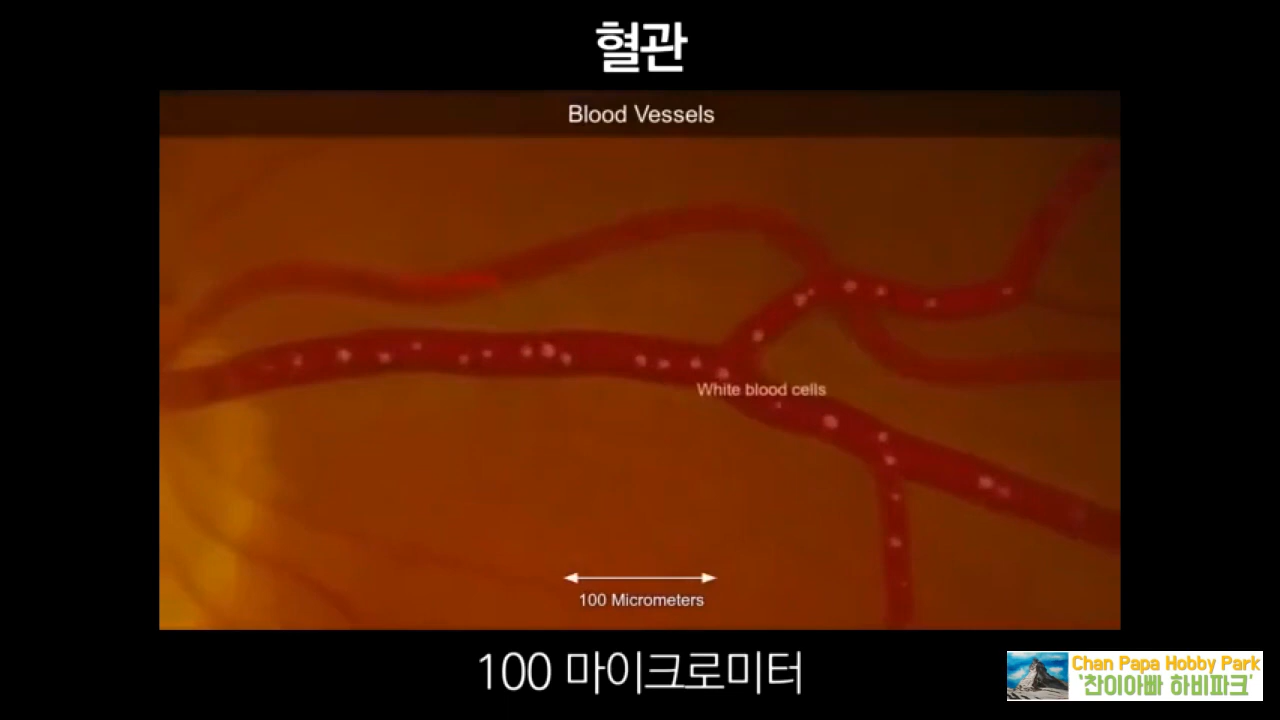 혈관
Blood Vessels
White blood cells
100 Micrometers
100 마이크로미터
Chan Papa Hobby Park
'찬이아빠 하비파크'